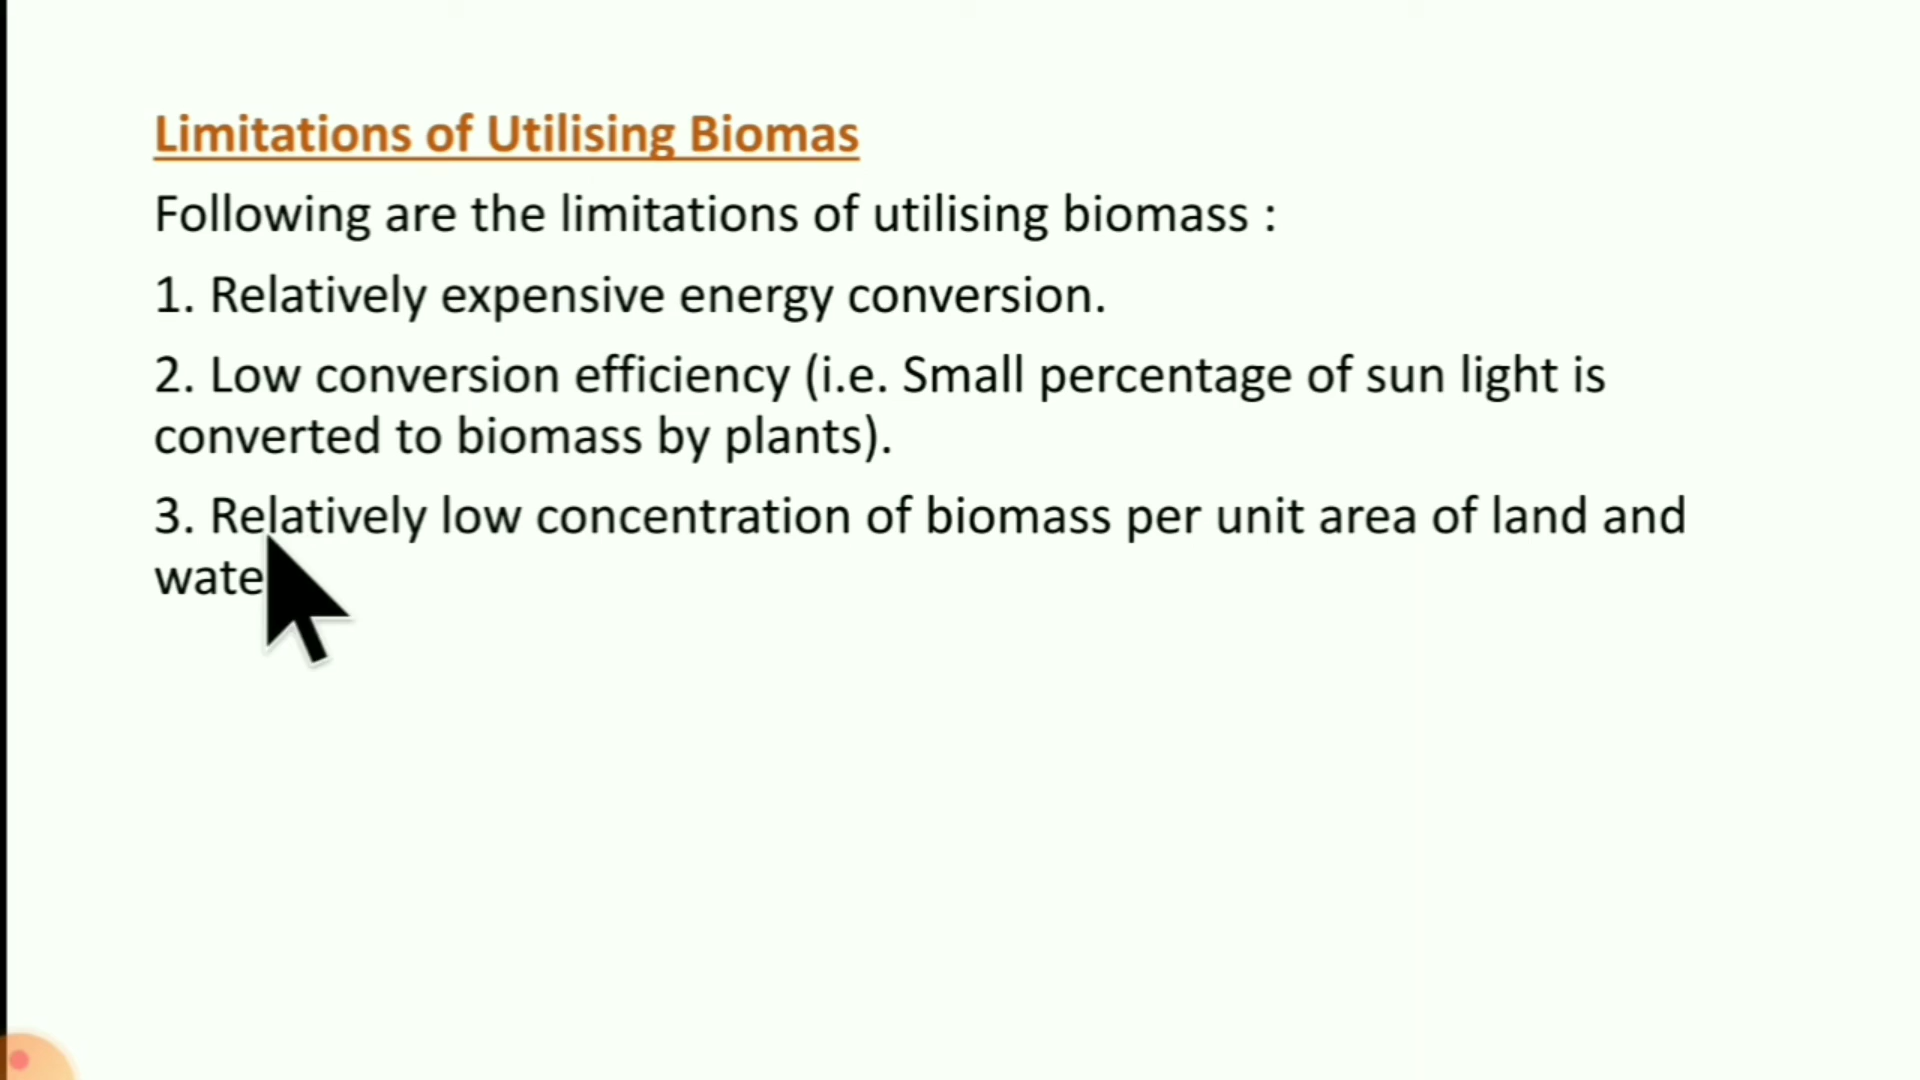 Limitations of Utilising Biomas
Following are the limitations of utilising biomass :
1. Relatively expensive energy conversion.
2. Low conversion efficiency (i.e. Small percentage of sun light is
converted to biomass by plants).
3. Relatively low concentration of biomass per unit area of land and
wate